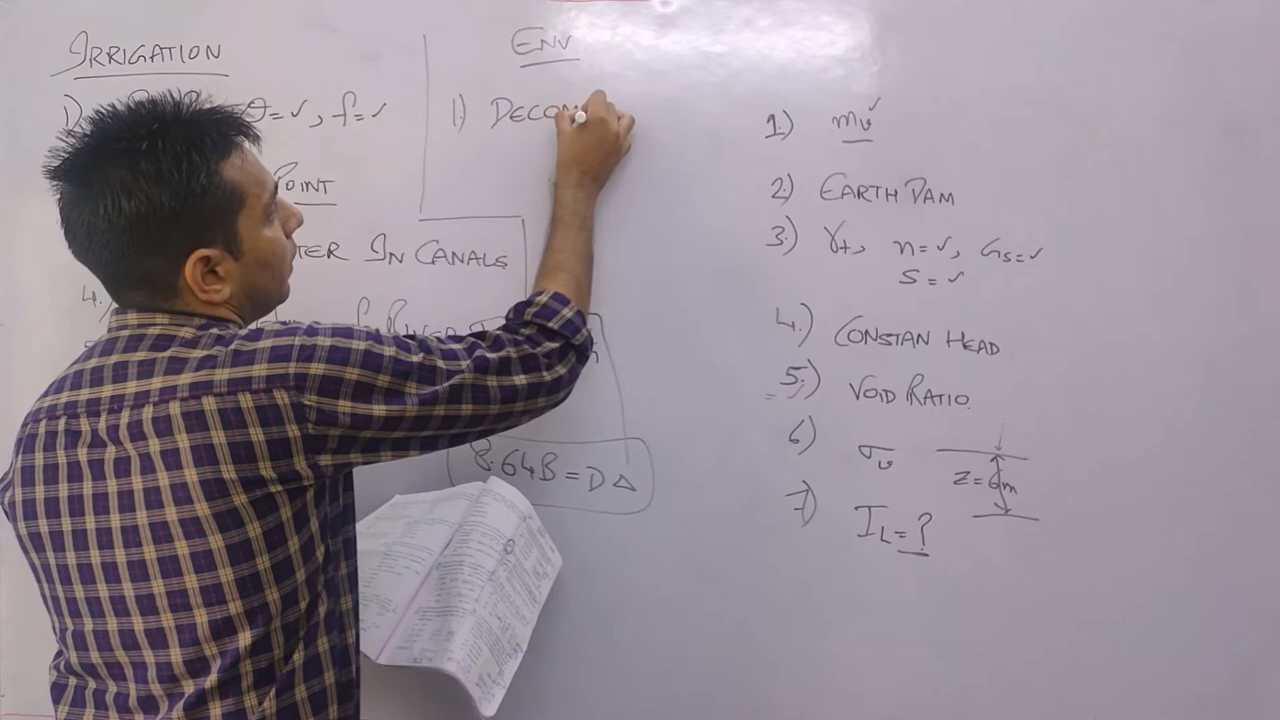 IRRIGATION
1) θ=✓, f=✓
POINT
TER IN CANALS
4.
8.64B = DΔ
ENV
1.) DECOM
1.) mv✓
2) EARTH DAM
3.) γt, n=✓, Gs=✓
S=✓
4.) CONSTAN HEAD
5.) VOID RATIO
6) σv
Z=6m
7) IL=?